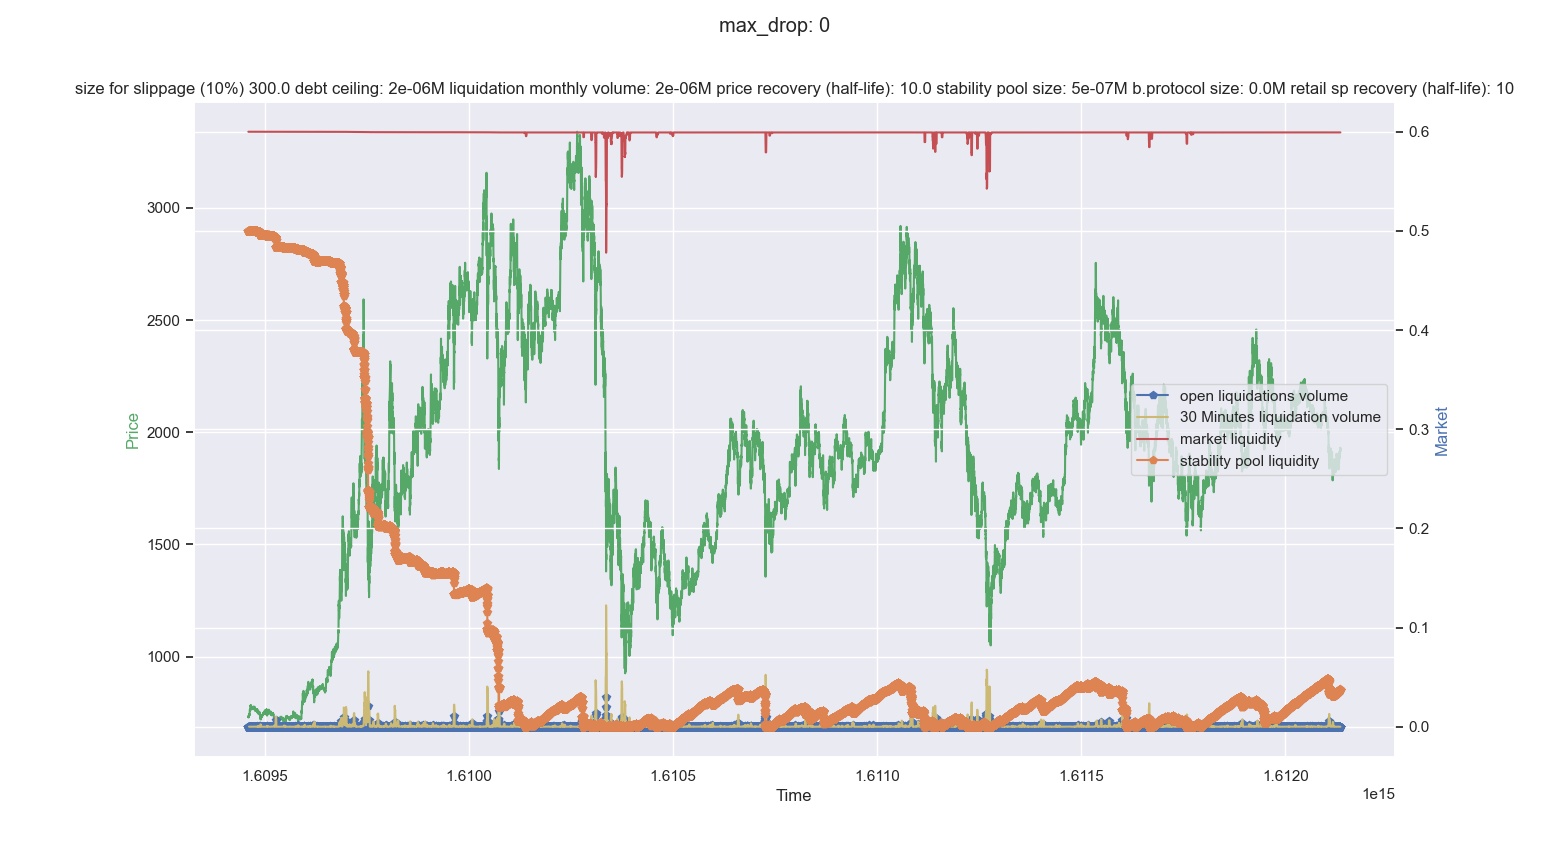 max_drop: 0
size for slippage (10%) 300.0 debt ceiling: 2e-06M liquidation monthly volume: 2e-06M price recovery (half-life): 10.0 stability pool size: 5e-07M b.protocol size: 0.0M retail sp recovery (half-life): 10
0.6
3000
0.5
2500
0.4
open liquidations volume
30 Minutes liquidation volume
market liquidity
stability pool liquidity
Price
2000
0.3
Market
1500
0.2
1000
0.1
0.0
1.6095 1.6100 1.6105 1.6110 1.6115 1.6120
Time
1e15